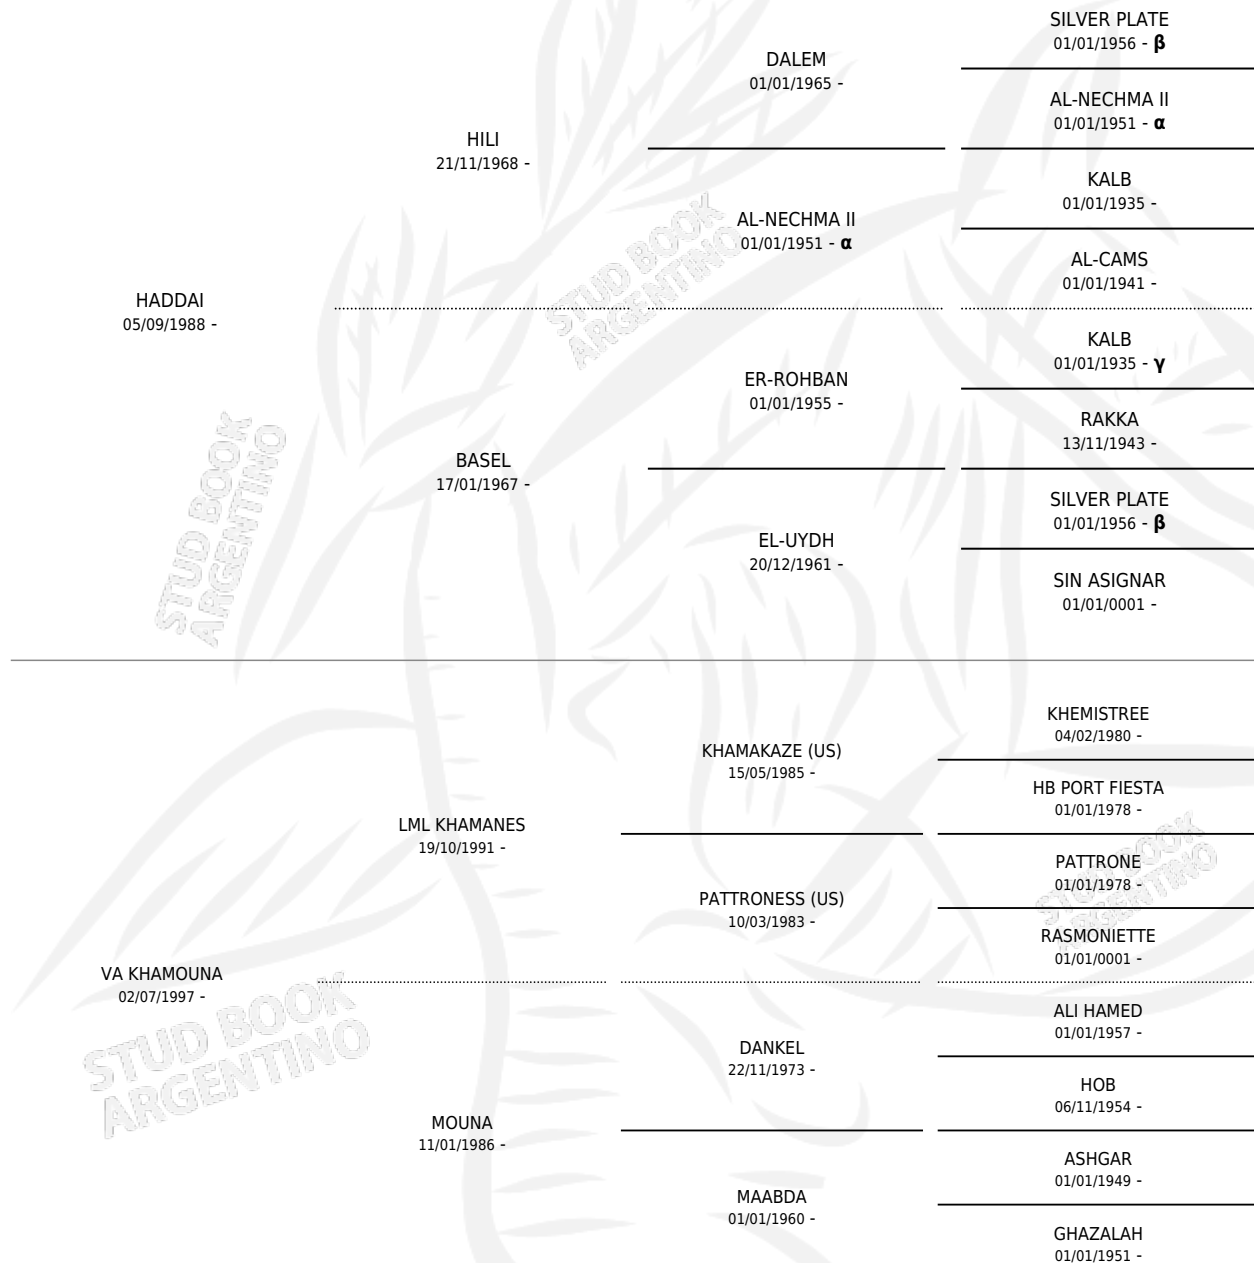 SILVER PLATE
01/01/1956 - β
DALEM
01/01/1965 -
AL-NECHMA II
01/01/1951 - α
HILI
21/11/1968 -
KALB
01/01/1935 -
AL-NECHMA II
01/01/1951 - α
AL-CAMS
01/01/1941 -
HADDAI
05/09/1988 -
KALB
01/01/1935 - γ
ER-ROHBAN
01/01/1955 -
RAKKA
13/11/1943 -
BASEL
17/01/1967 -
SILVER PLATE
01/01/1956 - β
EL-UYDH
20/12/1961 -
SIN ASIGNAR
01/01/0001 -
KHEMISTREE
04/02/1980 -
KHAMAKAZE (US)
15/05/1985 -
HB PORT FIESTA
01/01/1978 -
LML KHAMANES
19/10/1991 -
PATTRONE
01/01/1978 -
PATTRONESS (US)
10/03/1983 -
RASMONIETTE
01/01/0001 -
VA KHAMOUNA
02/07/1997 -
ALI HAMED
01/01/1957 -
DANKEL
22/11/1973 -
HOB
06/11/1954 -
MOUNA
11/01/1986 -
ASHGAR
01/01/1949 -
MAABDA
01/01/1960 -
GHAZALAH
01/01/1951 -
STUD BOOK
ARGENTINO
STUD BOOK
ARGENTINO
STUD BOOK
ARGENTINO
STUD BOOK
ARGENTINO